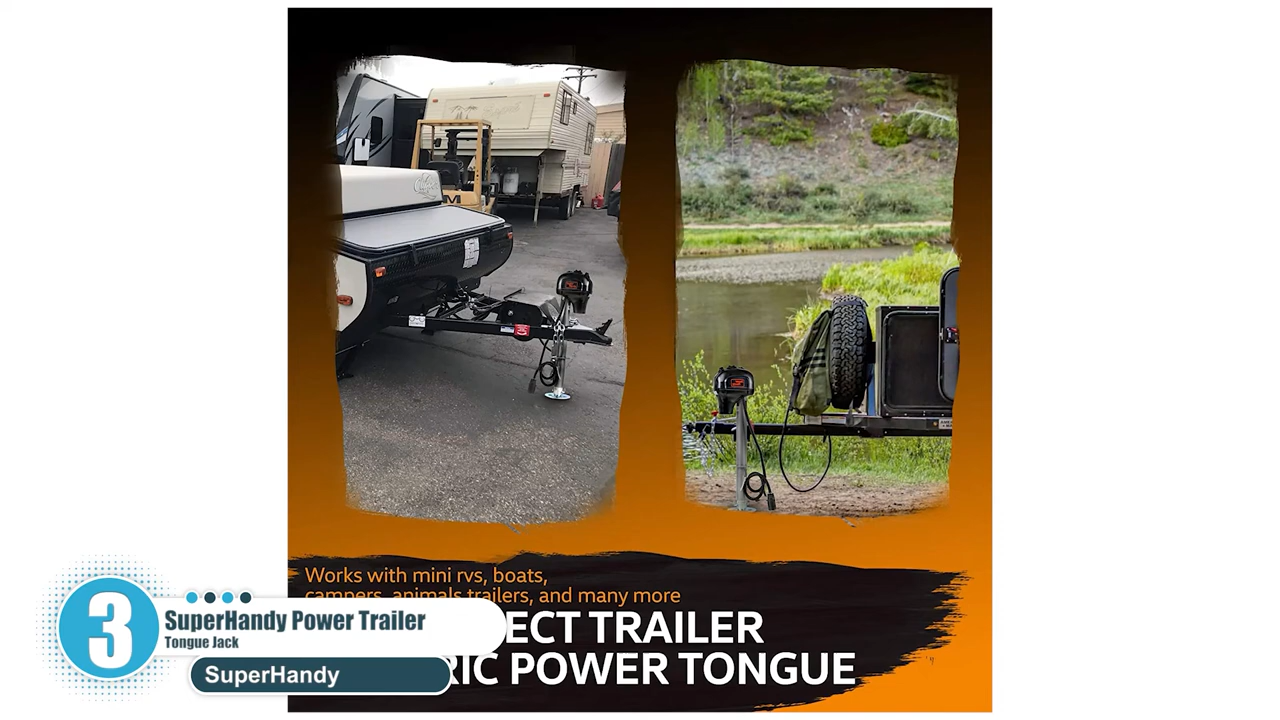 Works with mini rvs, boats,
campers, animals trailers, and many more
ECT TRAILER
RIC POWER TONGUE
3
SuperHandy Power Trailer
Tongue Jack
SuperHandy